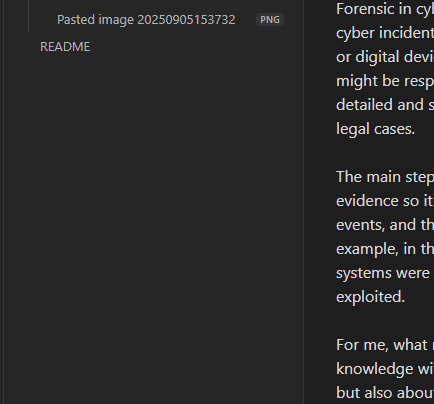 Pasted image 20250905153732 PNG
README
Forensic in cy
cyber incident
or digital devi
might be resp
detailed and s
legal cases.
The main step
evidence so it
events, and th
example, in th
systems were
exploited.
For me, what
knowledge wi
but also about